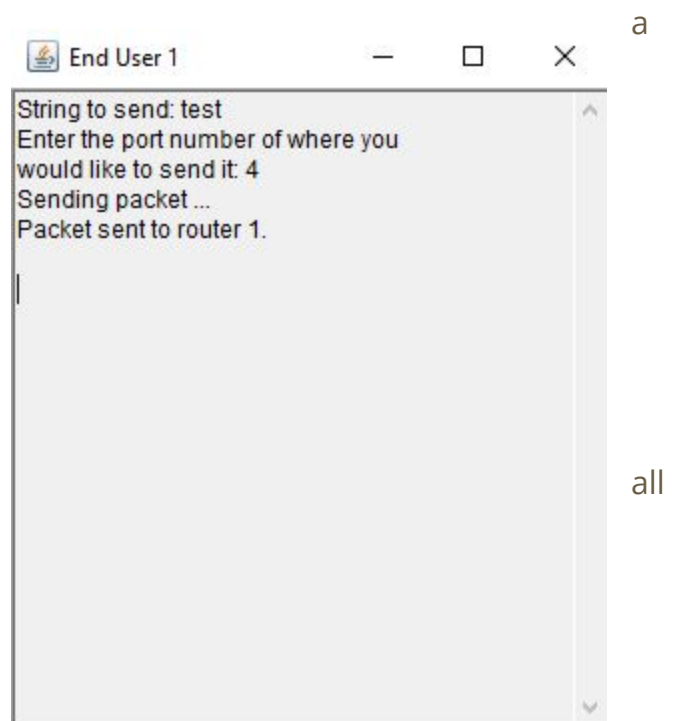 a
End User 1
String to send: test
Enter the port number of where you
would like to send it: 4
Sending packet ...
Packet sent to router 1.
all